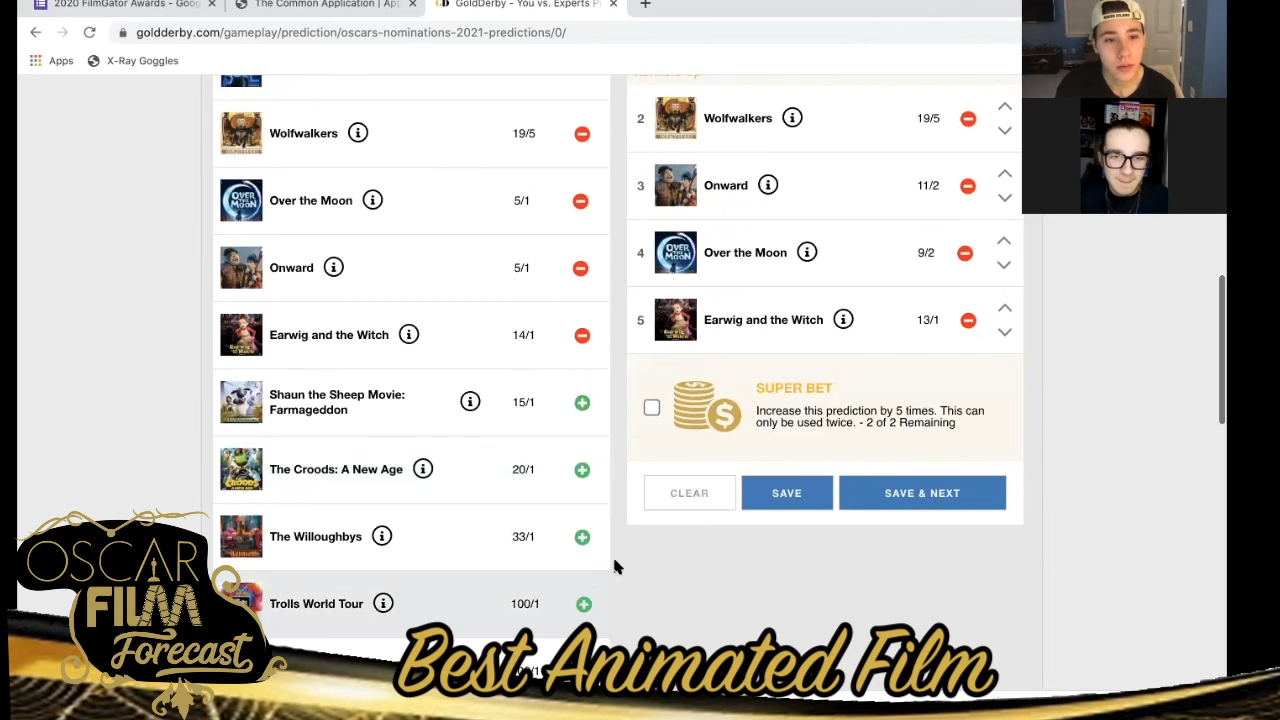 2020 FilmGator Awards - Goog
The Common Application | App
GoldDerby - You vs. Experts Pr
goldderby.com/gameplay/prediction/oscars-nominations-2021-predictions/0/
Apps
X-Ray Goggles
Wolfwalkers
19/5
Over the Moon
5/1
Onward
5/1
Earwig and the Witch
14/1
Shaun the Sheep Movie:
Farmageddon
15/1
The Croods: A New Age
20/1
The Willoughbys
33/1
Trolls World Tour
100/1
2
Wolfwalkers
19/5
3
Onward
11/2
4
Over the Moon
9/2
5
Earwig and the Witch
13/1
SUPER BET
Increase this prediction by 5 times. This can
only be used twice. - 2 of 2 Remaining
CLEAR
SAVE
SAVE & NEXT
OSCAR
FILM
Forecast
Best Animated Film